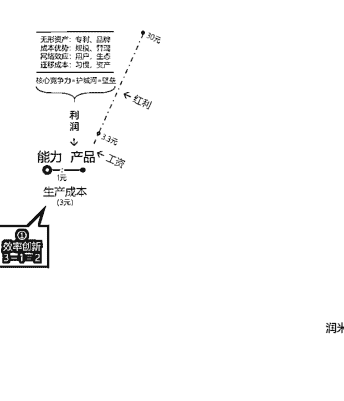 无形资产：专利、品牌
成本优势：规模、管理
网络效应：用户、生态
迁移成本：习惯、资产
核心竞争力=护城河=壁垒
30元
红利
利润
3.3元
能力 产品
工资
1元
生产成本
(3元)
①
效率创新
3-1=2
润米